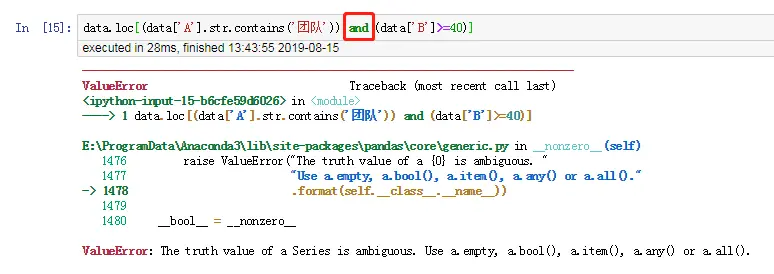 In [15]: data.loc[(data['A'].str.contains('团队')) and (data['B']>=40)]
executed in 28ms, finished 13:43:55 2019-08-15
ValueError Traceback (most recent call last)
<ipython-input-15-b6cfe59d6026> in <module>
----> 1 data.loc[(data['A'].str.contains('团队')) and (data['B']>=40)]
E:\ProgramData\Anaconda3\lib\site-packages\pandas\core\generic.py in __nonzero__(self)
1476 raise ValueError("The truth value of a {0} is ambiguous. "
1477 "Use a.empty, a.bool(), a.item(), a.any() or a.all()."
-> 1478 .format(self.__class__.__name__))
1479
1480 __bool__ = __nonzero__
ValueError: The truth value of a Series is ambiguous. Use a.empty, a.bool(), a.item(), a.any() or a.all().